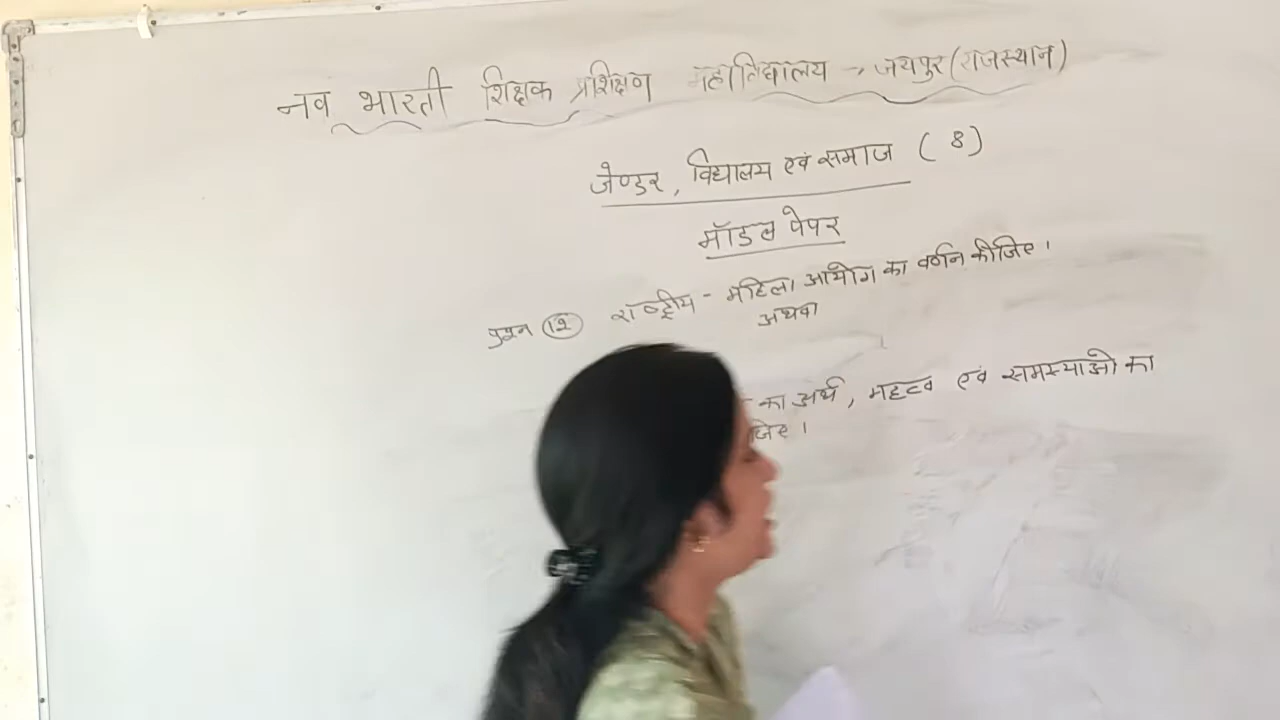 नव भारती शिक्षक प्रशिक्षण महाविद्यालय → जयपुर (राजस्थान)
जेण्डर, विद्यालय एवं समाज ( 8 )
मॉडल पेपर
प्रश्न 12 राष्ट्रीय - महिला आयोग का वर्णन कीजिए।
अथवा
का अर्थ, महत्व एवं समस्याओ का